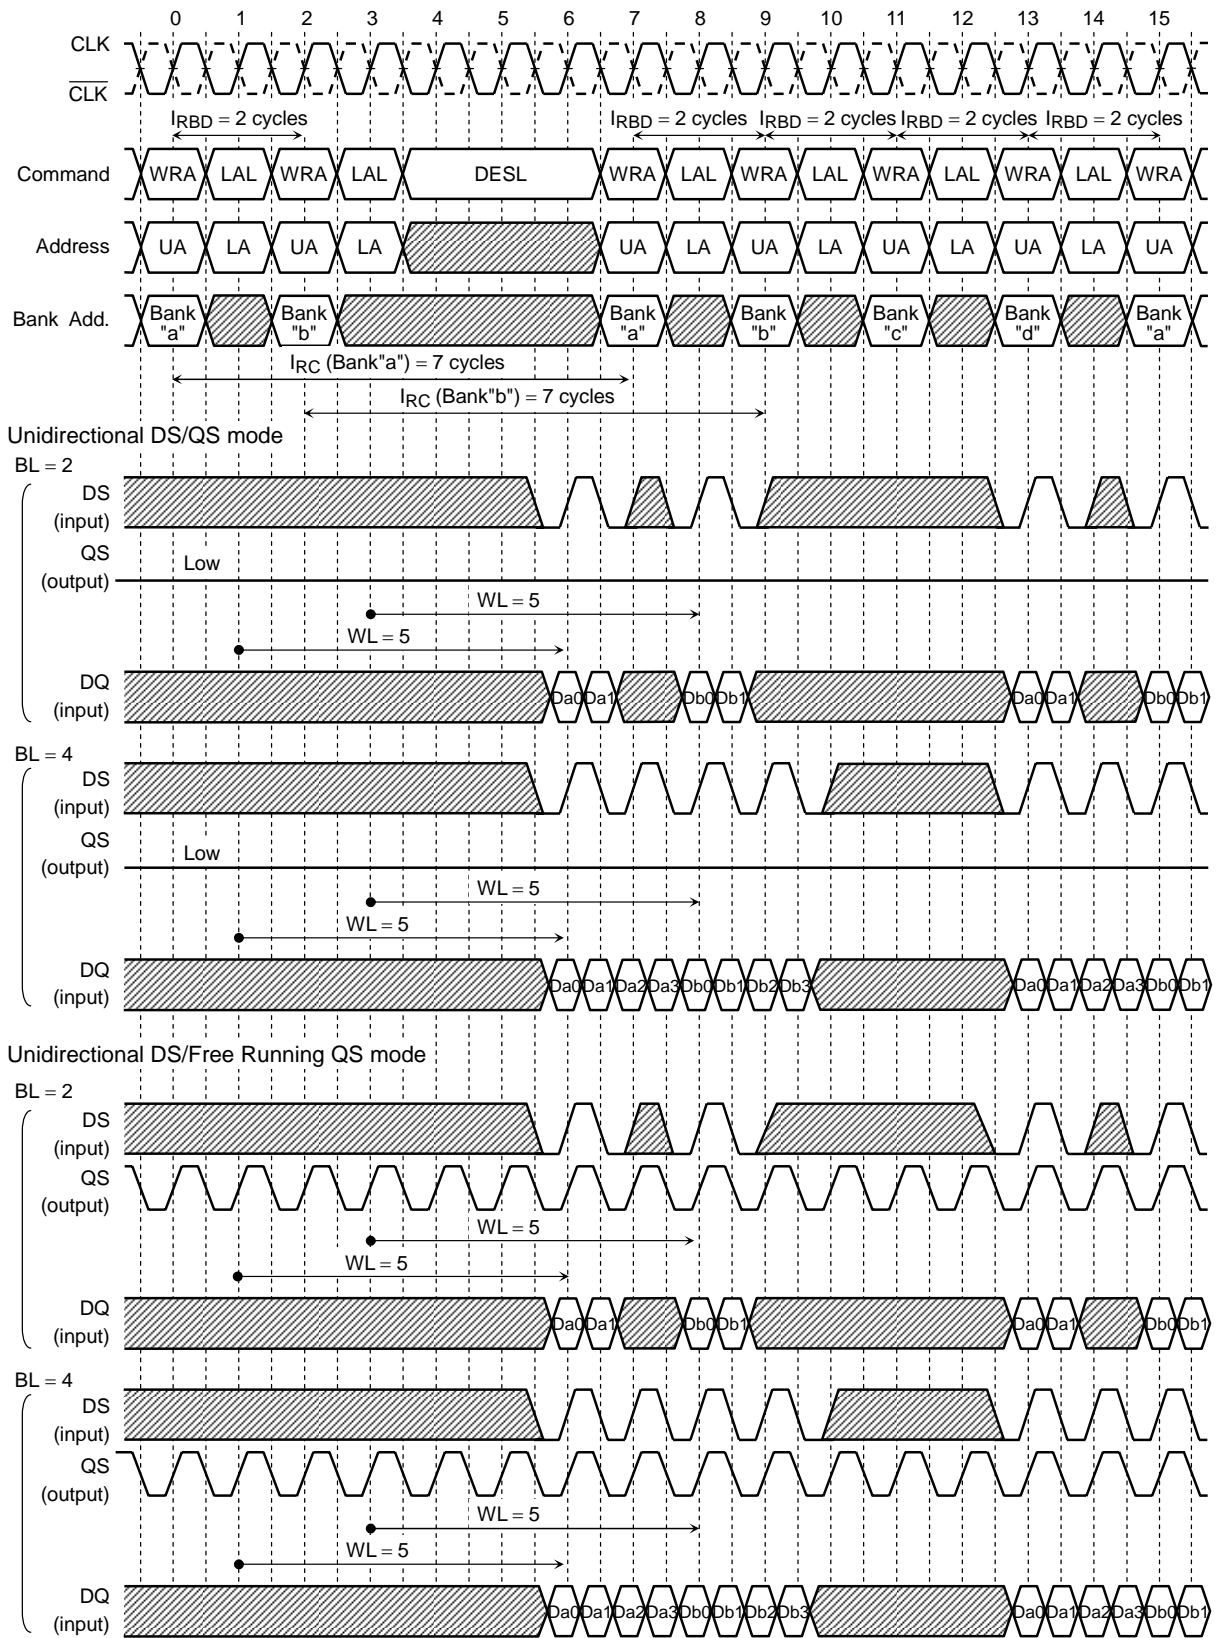 0 1 2 3 4 5 6 7 8 9 10 11 12 13 14 15
CLK
CLK
IRBD = 2 cycles IRBD = 2 cycles IRBD = 2 cycles IRBD = 2 cycles IRBD = 2 cycles
Command WRA LAL WRA LAL DESL WRA LAL WRA LAL WRA LAL WRA LAL WRA
Address UA LA UA LA UA LA UA LA UA LA UA LA UA
Bank Add. Bank "a" Bank "b" Bank "a" Bank "b" Bank "c" Bank "d" Bank "a"
IRC (Bank"a") = 7 cycles
IRC (Bank"b") = 7 cycles
Unidirectional DS/QS mode
BL = 2
DS
(input)
QS
(output)
Low
WL = 5
WL = 5
DQ
(input)
Da0 Da1 Db0 Db1 Da0 Da1 Db0 Db1
BL = 4
DS
(input)
QS
(output)
Low
WL = 5
WL = 5
DQ
(input)
Da0 Da1 Da2 Da3 Db0 Db1 Db2 Db3 Da0 Da1 Da2 Da3 Db0 Db1
Unidirectional DS/Free Running QS mode
BL = 2
DS
(input)
QS
(output)
WL = 5
WL = 5
DQ
(input)
Da0 Da1 Db0 Db1 Da0 Da1 Db0 Db1
BL = 4
DS
(input)
QS
(output)
WL = 5
WL = 5
DQ
(input)
Da0 Da1 Da2 Da3 Db0 Db1 Db2 Db3 Da0 Da1 Da2 Da3 Db0 Db1